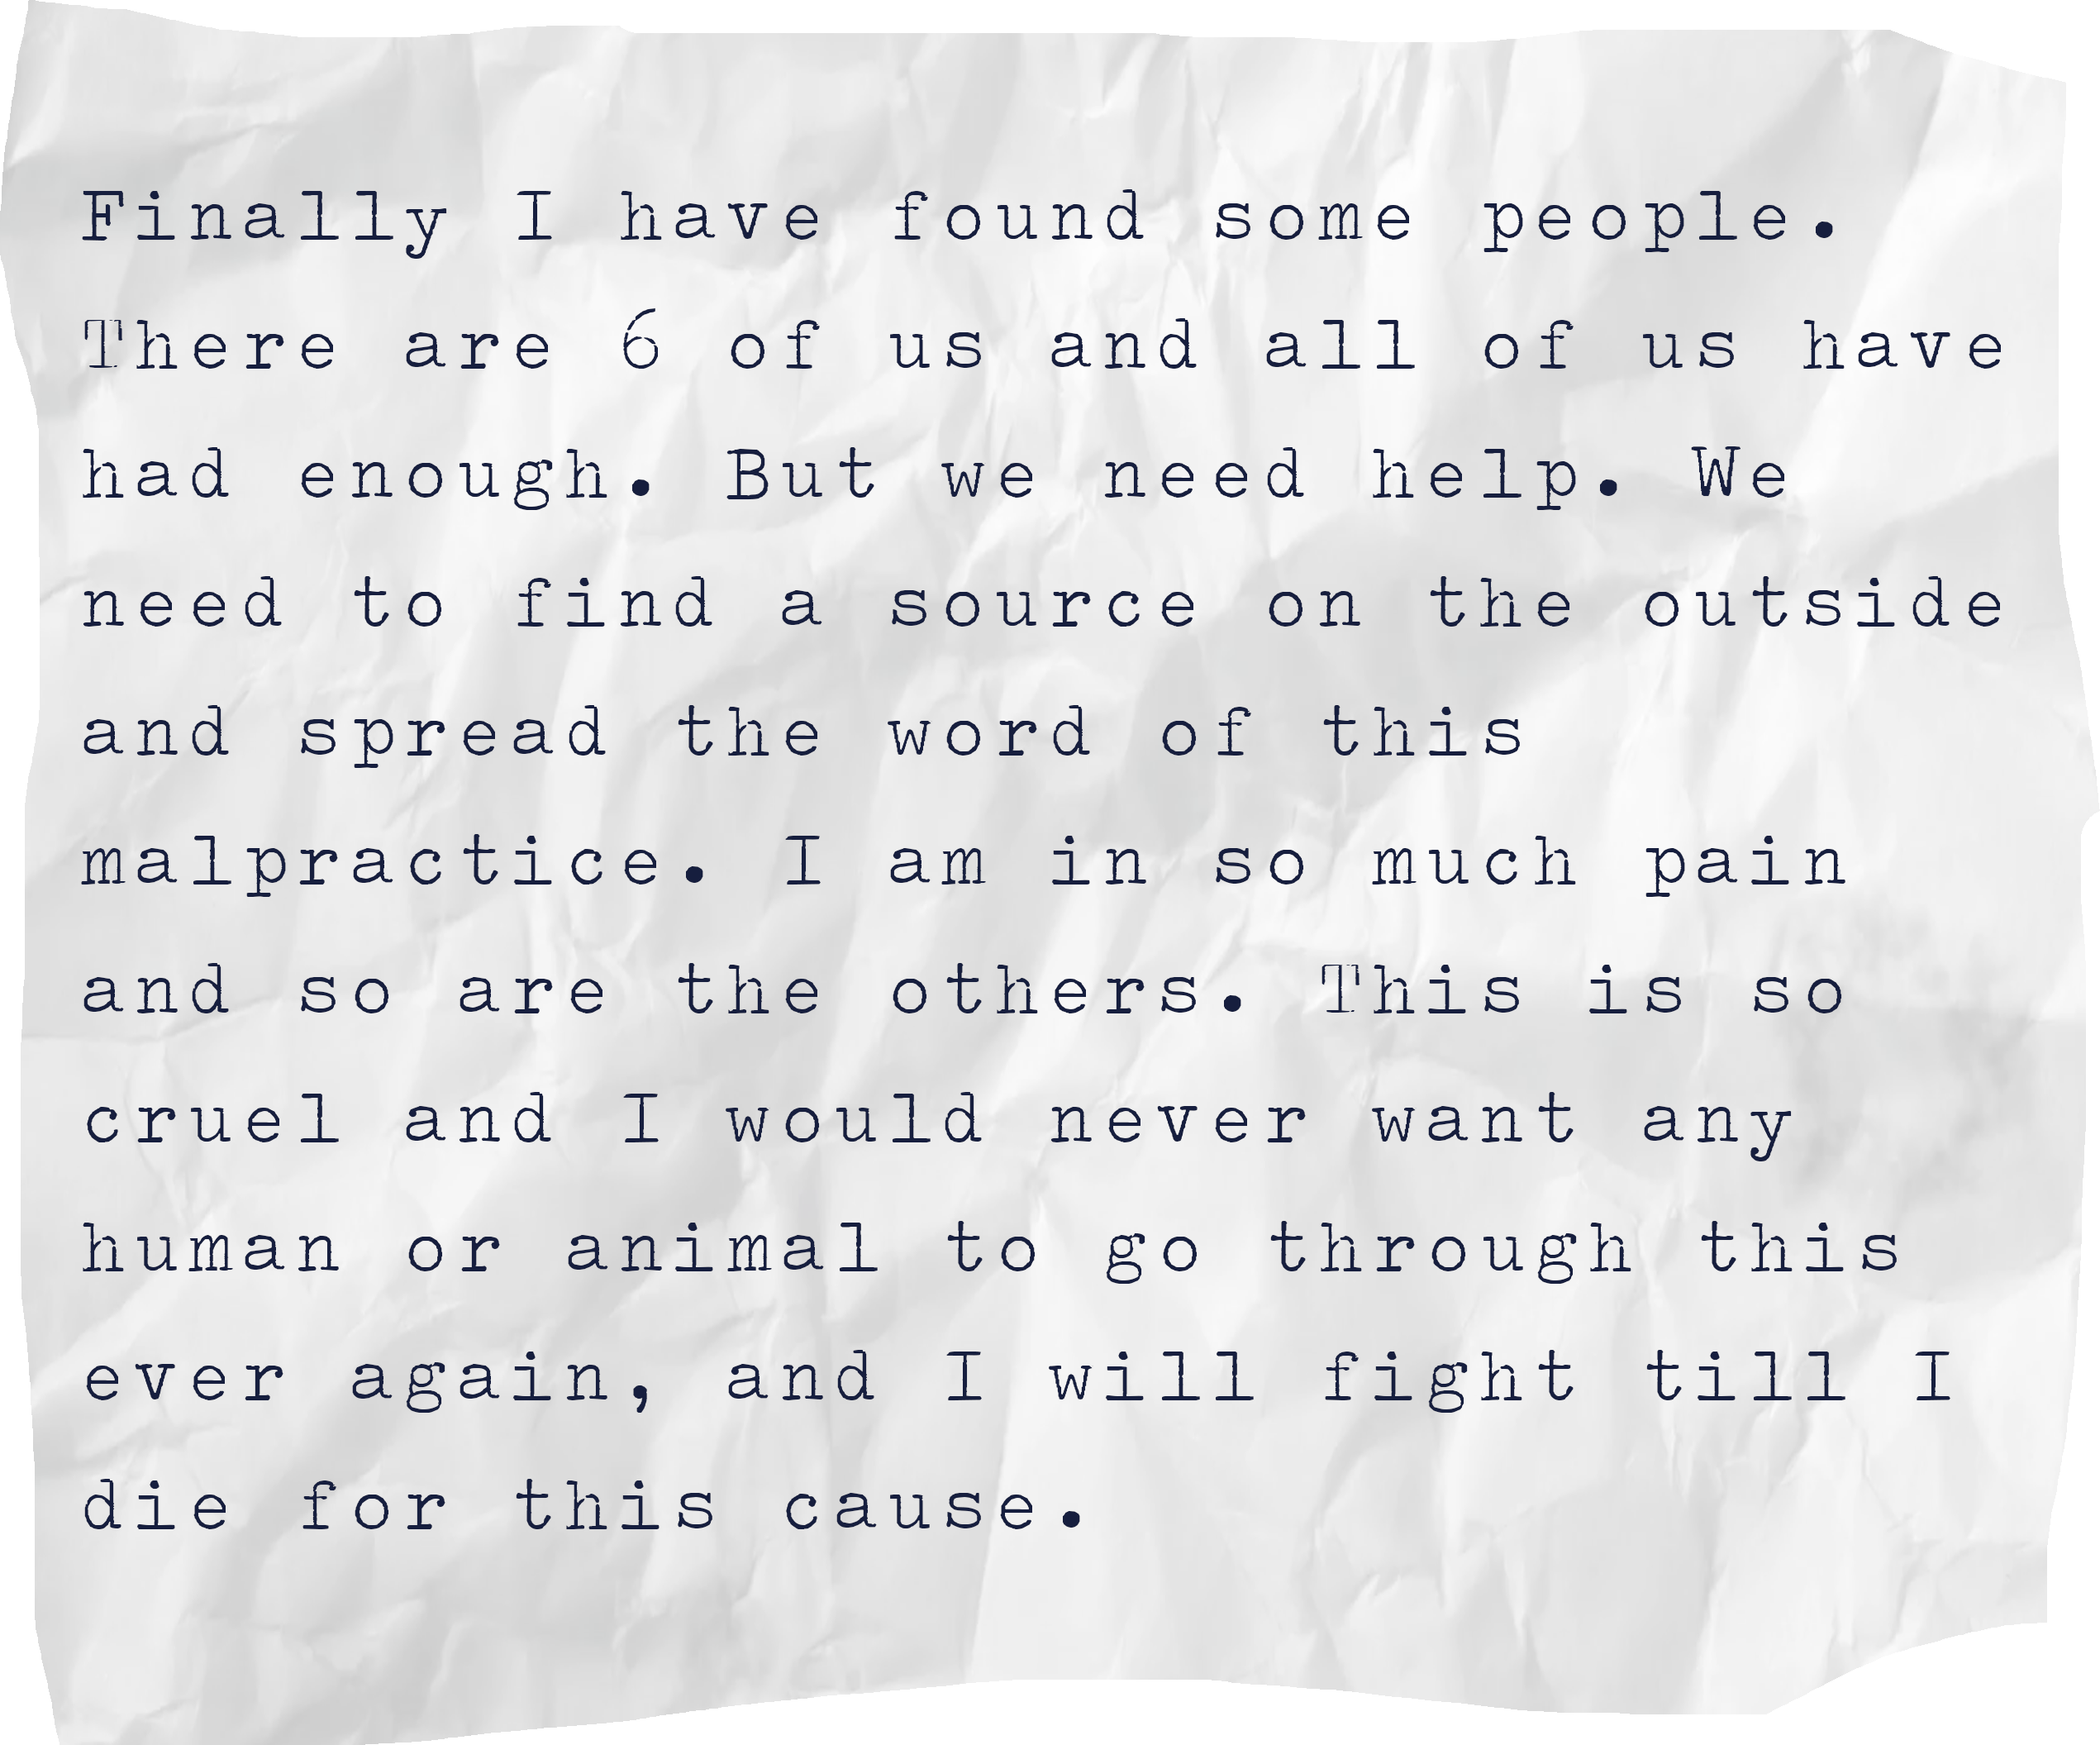 Finally I have found some people.
There are 6 of us and all of us have
had enough. But we need help. We
need to find a source on the outside
and spread the word of this
malpractice. I am in so much pain
and so are the others. This is so
cruel and I would never want any
human or animal to go through this
ever again, and I will fight till I
die for this cause.